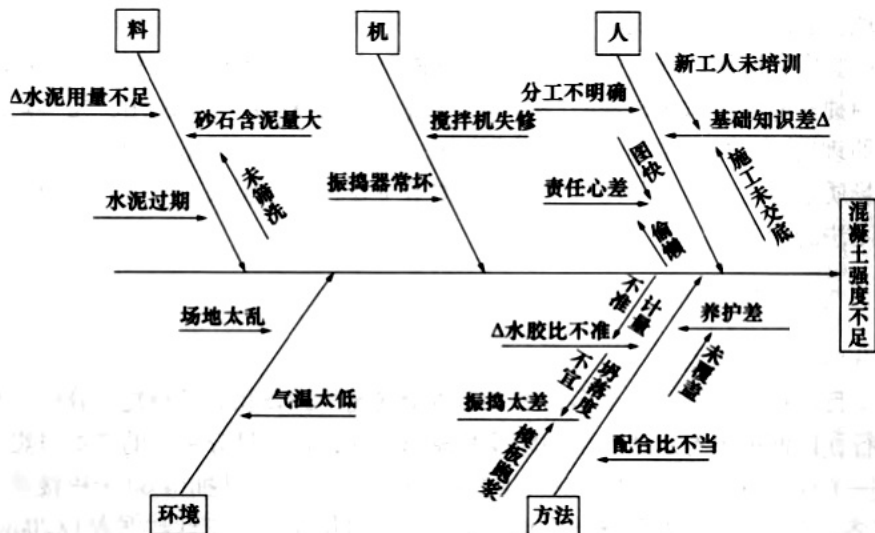 料
机
人
新工人未培训
Δ水泥用量不足
分工不明确
砂石含泥量大
搅拌机失修
基础知识差Δ
图快
未筛洗
振捣器常坏
责任心差
施工未交底
水泥过期
偷懒
混凝土强度不足
场地太乱
计量不准
养护差
Δ水胶比不准
未覆盖
坍落度不宜
气温太低
振捣太差
模板跑浆
配合比不当
环境
方法